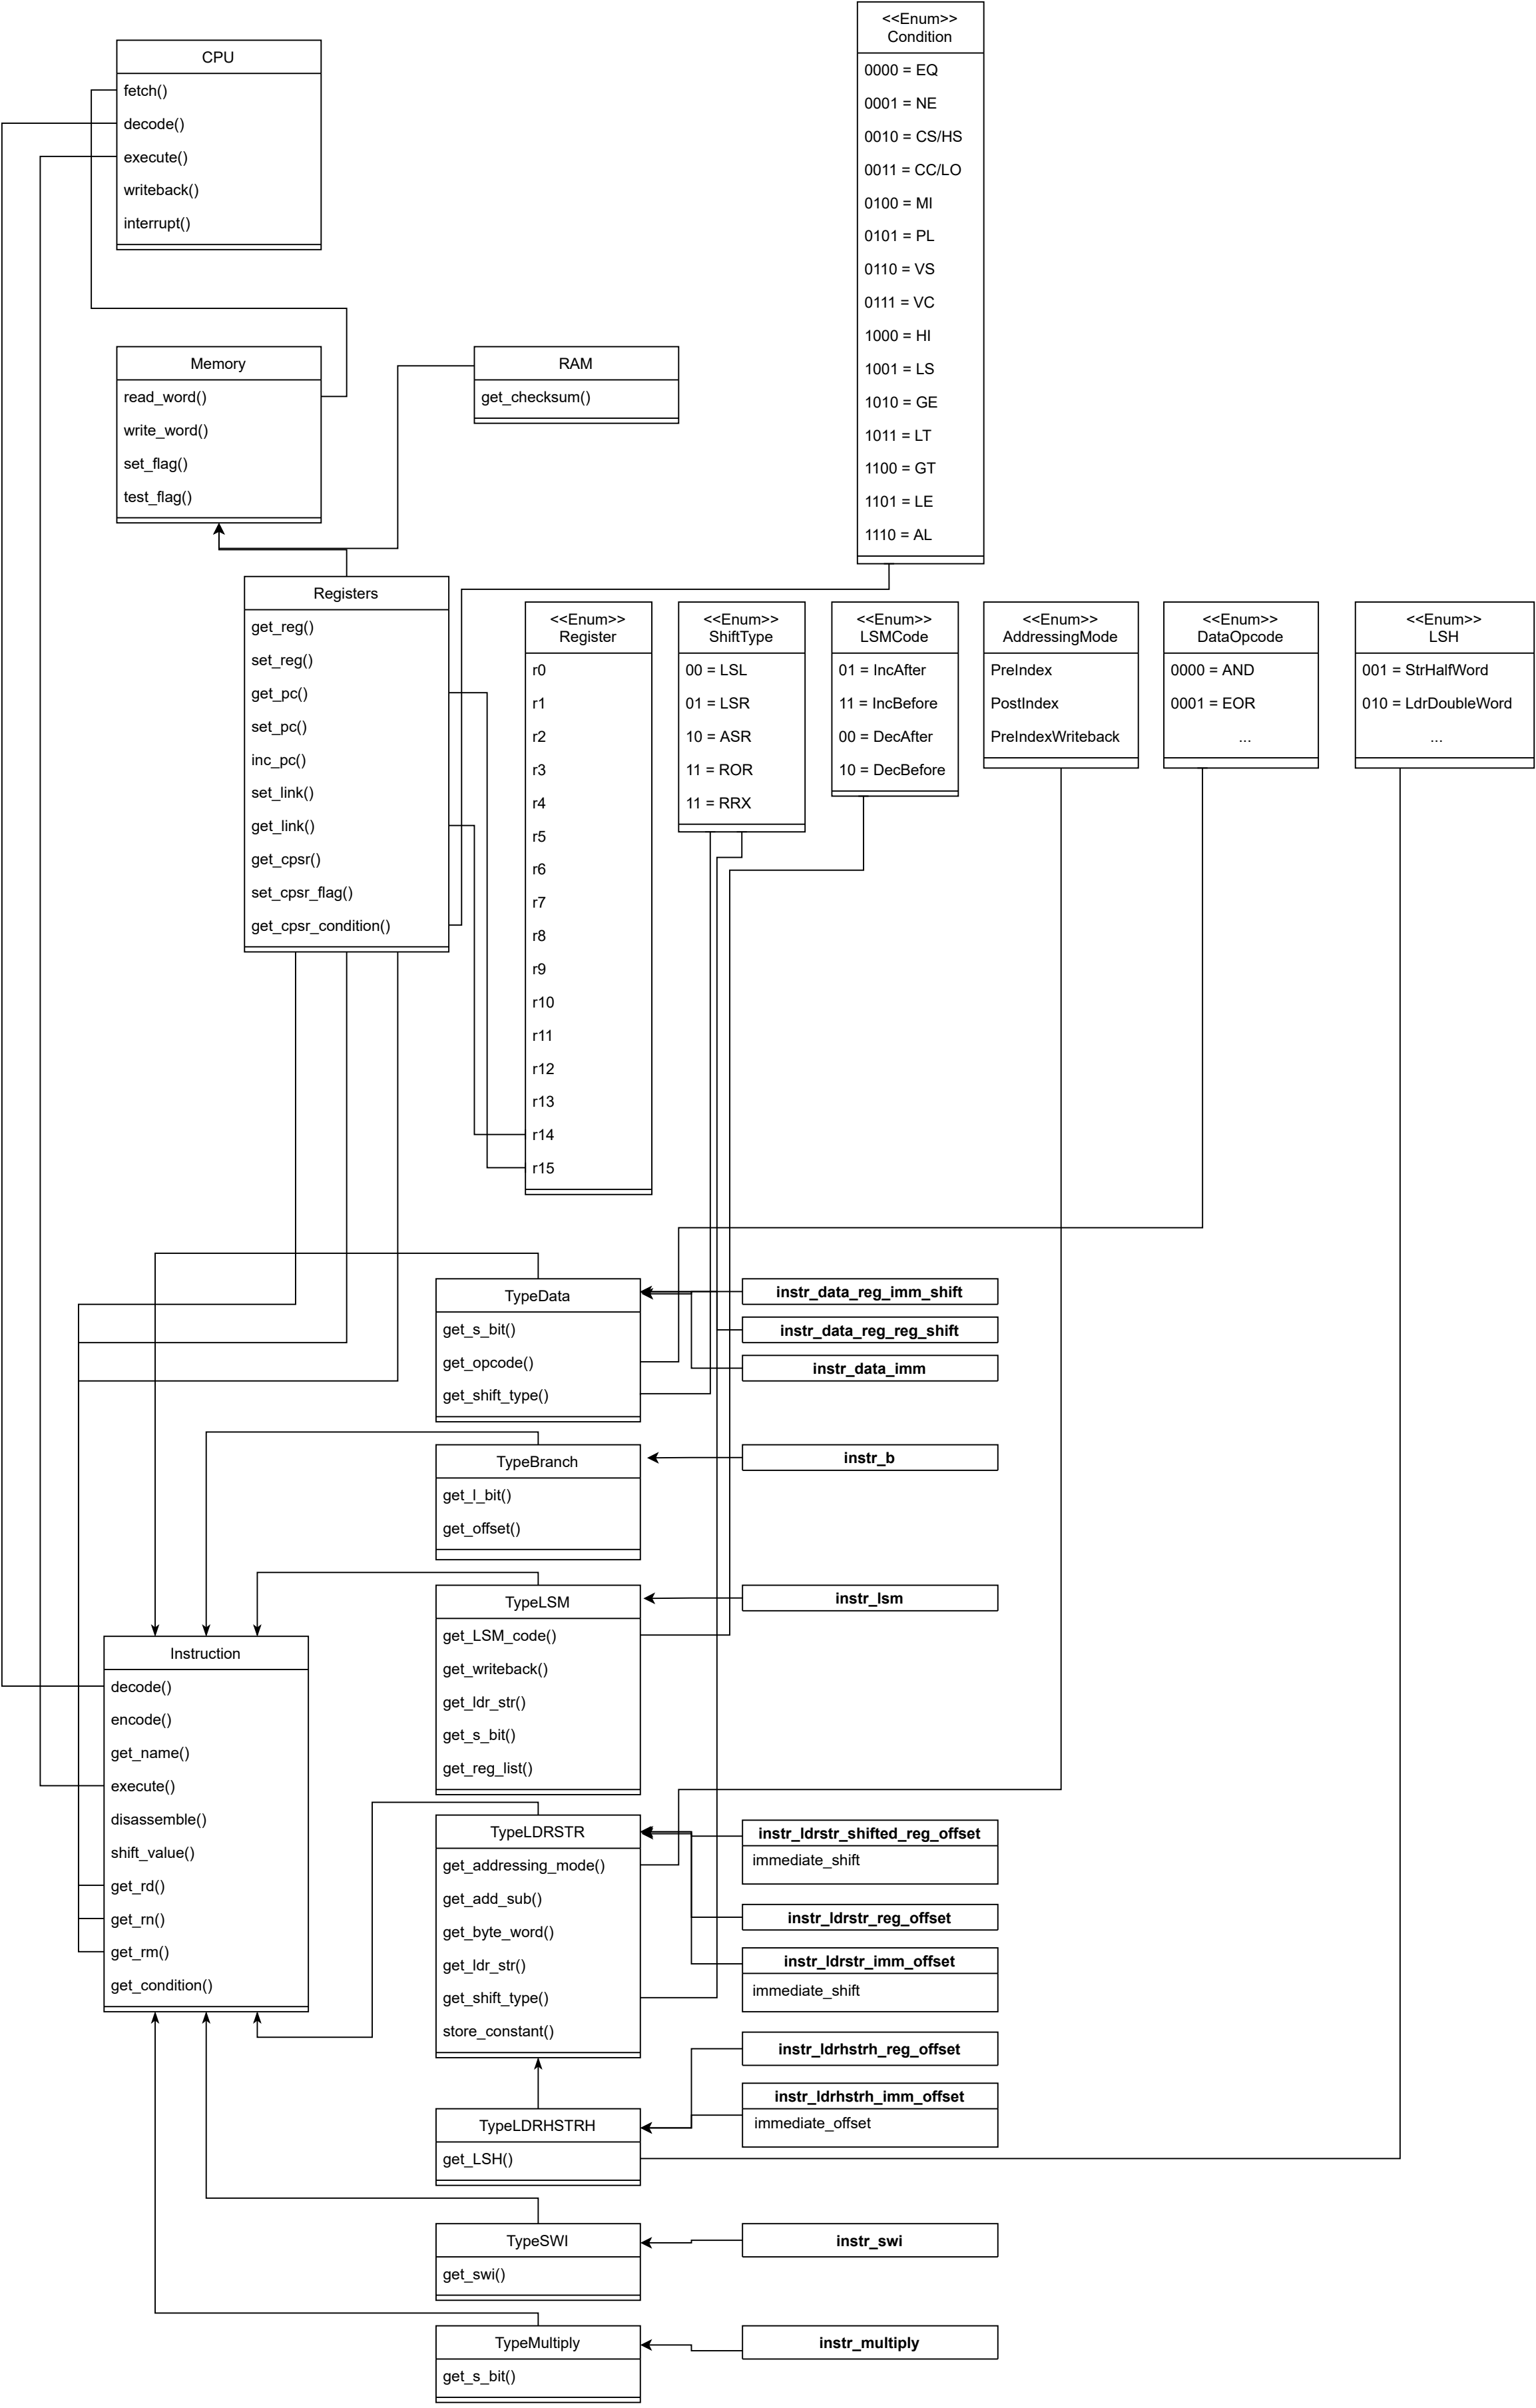 CPU
fetch()
decode()
execute()
writeback()
interrupt()
<<Enum>>
Condition
0000 = EQ
0001 = NE
0010 = CS/HS
0011 = CC/LO
0100 = MI
0101 = PL
0110 = VS
0111 = VC
1000 = HI
1001 = LS
1010 = GE
1011 = LT
1100 = GT
1101 = LE
1110 = AL
Memory
read_word()
write_word()
set_flag()
test_flag()
RAM
get_checksum()
Registers
get_reg()
set_reg()
get_pc()
set_pc()
inc_pc()
set_link()
get_link()
get_cpsr()
set_cpsr_flag()
get_cpsr_condition()
<<Enum>>
Register
r0
r1
r2
r3
r4
r5
r6
r7
r8
r9
r10
r11
r12
r13
r14
r15
<<Enum>>
ShiftType
00 = LSL
01 = LSR
10 = ASR
11 = ROR
11 = RRX
<<Enum>>
LSMCode
01 = IncAfter
11 = IncBefore
00 = DecAfter
10 = DecBefore
<<Enum>>
AddressingMode
PreIndex
PostIndex
PreIndexWriteback
<<Enum>>
DataOpcode
0000 = AND
0001 = EOR
...
<<Enum>>
LSH
001 = StrHalfWord
010 = LdrDoubleWord
...
TypeData
get_s_bit()
get_opcode()
get_shift_type()
instr_data_reg_imm_shift
instr_data_reg_reg_shift
instr_data_imm
TypeBranch
get_l_bit()
get_offset()
instr_b
TypeLSM
get_LSM_code()
get_writeback()
get_ldr_str()
get_s_bit()
get_reg_list()
instr_lsm
Instruction
decode()
encode()
get_name()
execute()
disassemble()
shift_value()
get_rd()
get_rn()
get_rm()
get_condition()
TypeLDRSTR
get_addressing_mode()
get_add_sub()
get_byte_word()
get_ldr_str()
get_shift_type()
store_constant()
instr_ldrstr_shifted_reg_offset
immediate_shift
instr_ldrstr_reg_offset
instr_ldrstr_imm_offset
immediate_shift
instr_ldrhstrh_reg_offset
instr_ldrhstrh_imm_offset
immediate_offset
TypeLDRHSTRH
get_LSH()
TypeSWI
get_swi()
instr_swi
TypeMultiply
get_s_bit()
instr_multiply